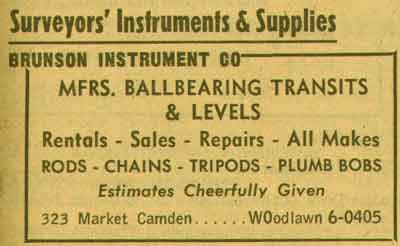 Surveyors' Instruments & Supplies
BRUNSON INSTRUMENT CO
MFRS. BALLBEARING TRANSITS
& LEVELS
Rentals - Sales - Repairs - All Makes
RODS - CHAINS - TRIPODS - PLUMB BOBS
Estimates Cheerfully Given
323 Market Camden......WOodlawn 6-0405